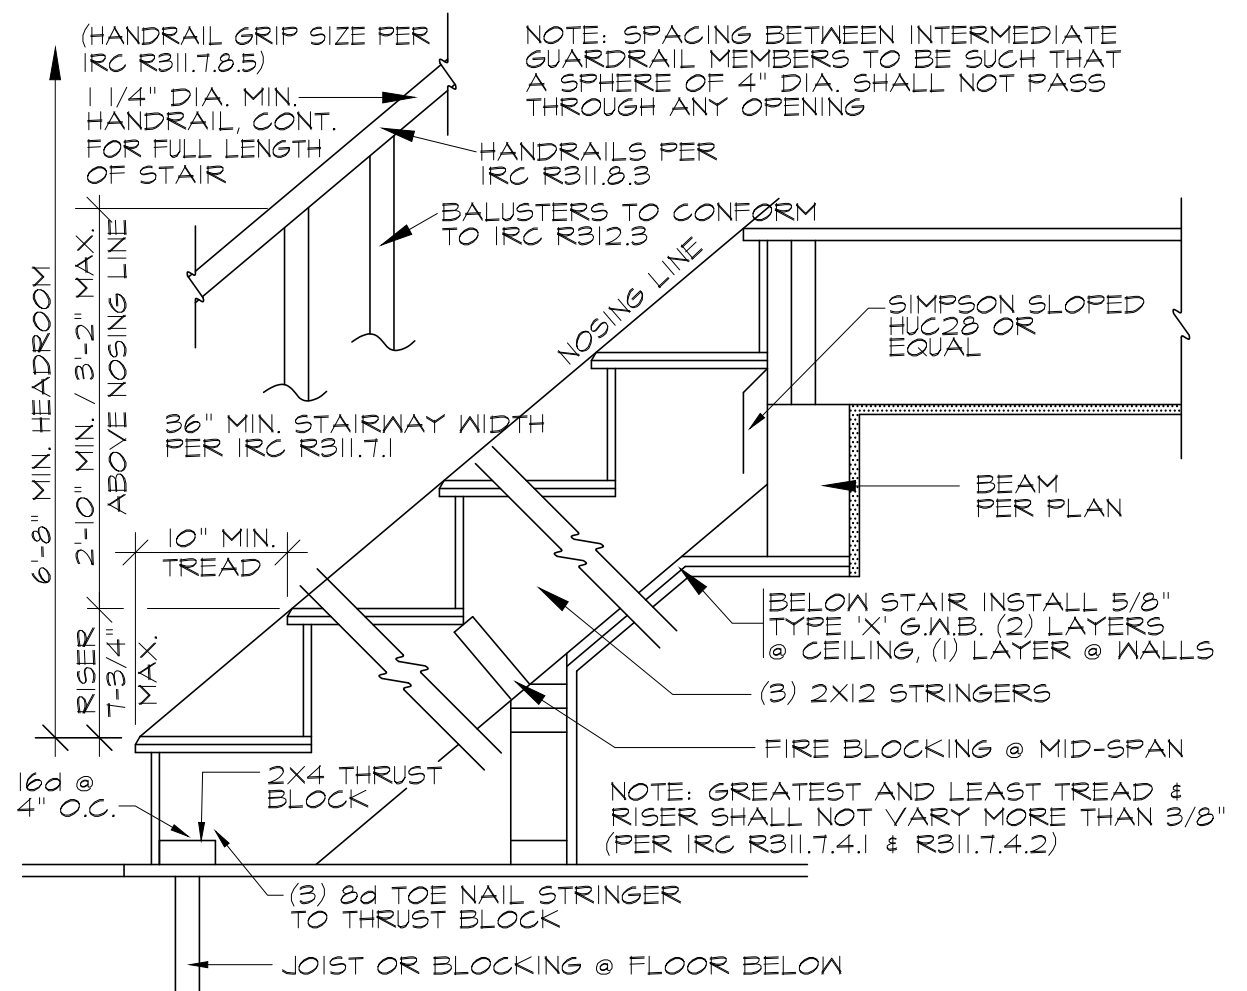 (HANDRAIL GRIP SIZE PER
IRC R311.7.8.5)
1 1/4" DIA. MIN.
HANDRAIL, CONT.
FOR FULL LENGTH
OF STAIR
NOTE: SPACING BETWEEN INTERMEDIATE
GUARDRAIL MEMBERS TO BE SUCH THAT
A SPHERE OF 4" DIA. SHALL NOT PASS
THROUGH ANY OPENING
HANDRAILS PER
IRC R311.8.3
BALUSTERS TO CONFORM
TO IRC R312.3
NOSING LINE
6'-8" MIN. HEADROOM
2'-10" MIN. / 3'-2" MAX.
ABOVE NOSING LINE
SIMPSON SLOPED
HUC28 OR
EQUAL
36" MIN. STAIRWAY WIDTH
PER IRC R311.7.1
BEAM
PER PLAN
10" MIN.
TREAD
RISER
7-3/4"
MAX.
BELOW STAIR INSTALL 5/8"
TYPE 'X' G.W.B. (2) LAYERS
@ CEILING, (1) LAYER @ WALLS
(3) 2X12 STRINGERS
FIRE BLOCKING @ MID-SPAN
16d @
4" O.C.
2X4 THRUST
BLOCK
NOTE: GREATEST AND LEAST TREAD &
RISER SHALL NOT VARY MORE THAN 3/8"
(PER IRC R311.7.4.1 & R311.7.4.2)
(3) 8d TOE NAIL STRINGER
TO THRUST BLOCK
JOIST OR BLOCKING @ FLOOR BELOW